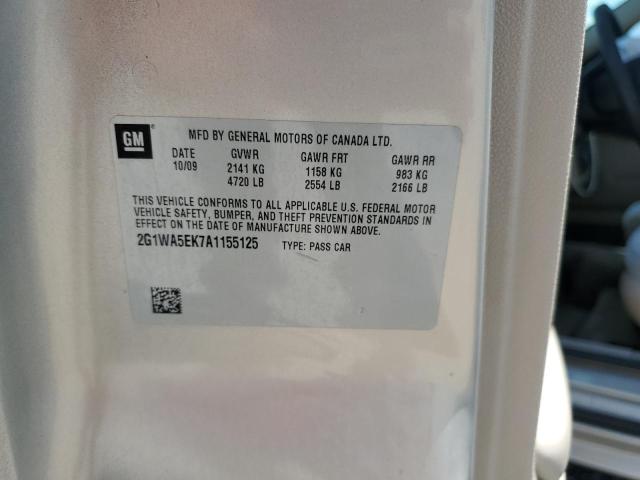 GM
MFD BY GENERAL MOTORS OF CANADA LTD.
DATE GVWR GAWR FRT GAWR RR
10/09 2141 KG 1158 KG 983 KG
4720 LB 2554 LB 2166 LB
THIS VEHICLE CONFORMS TO ALL APPLICABLE U.S. FEDERAL MOTOR
VEHICLE SAFETY, BUMPER, AND THEFT PREVENTION STANDARDS IN
EFFECT ON THE DATE OF MANUFACTURE SHOWN ABOVE.
2G1WA5EK7A1155125 TYPE: PASS CAR
2